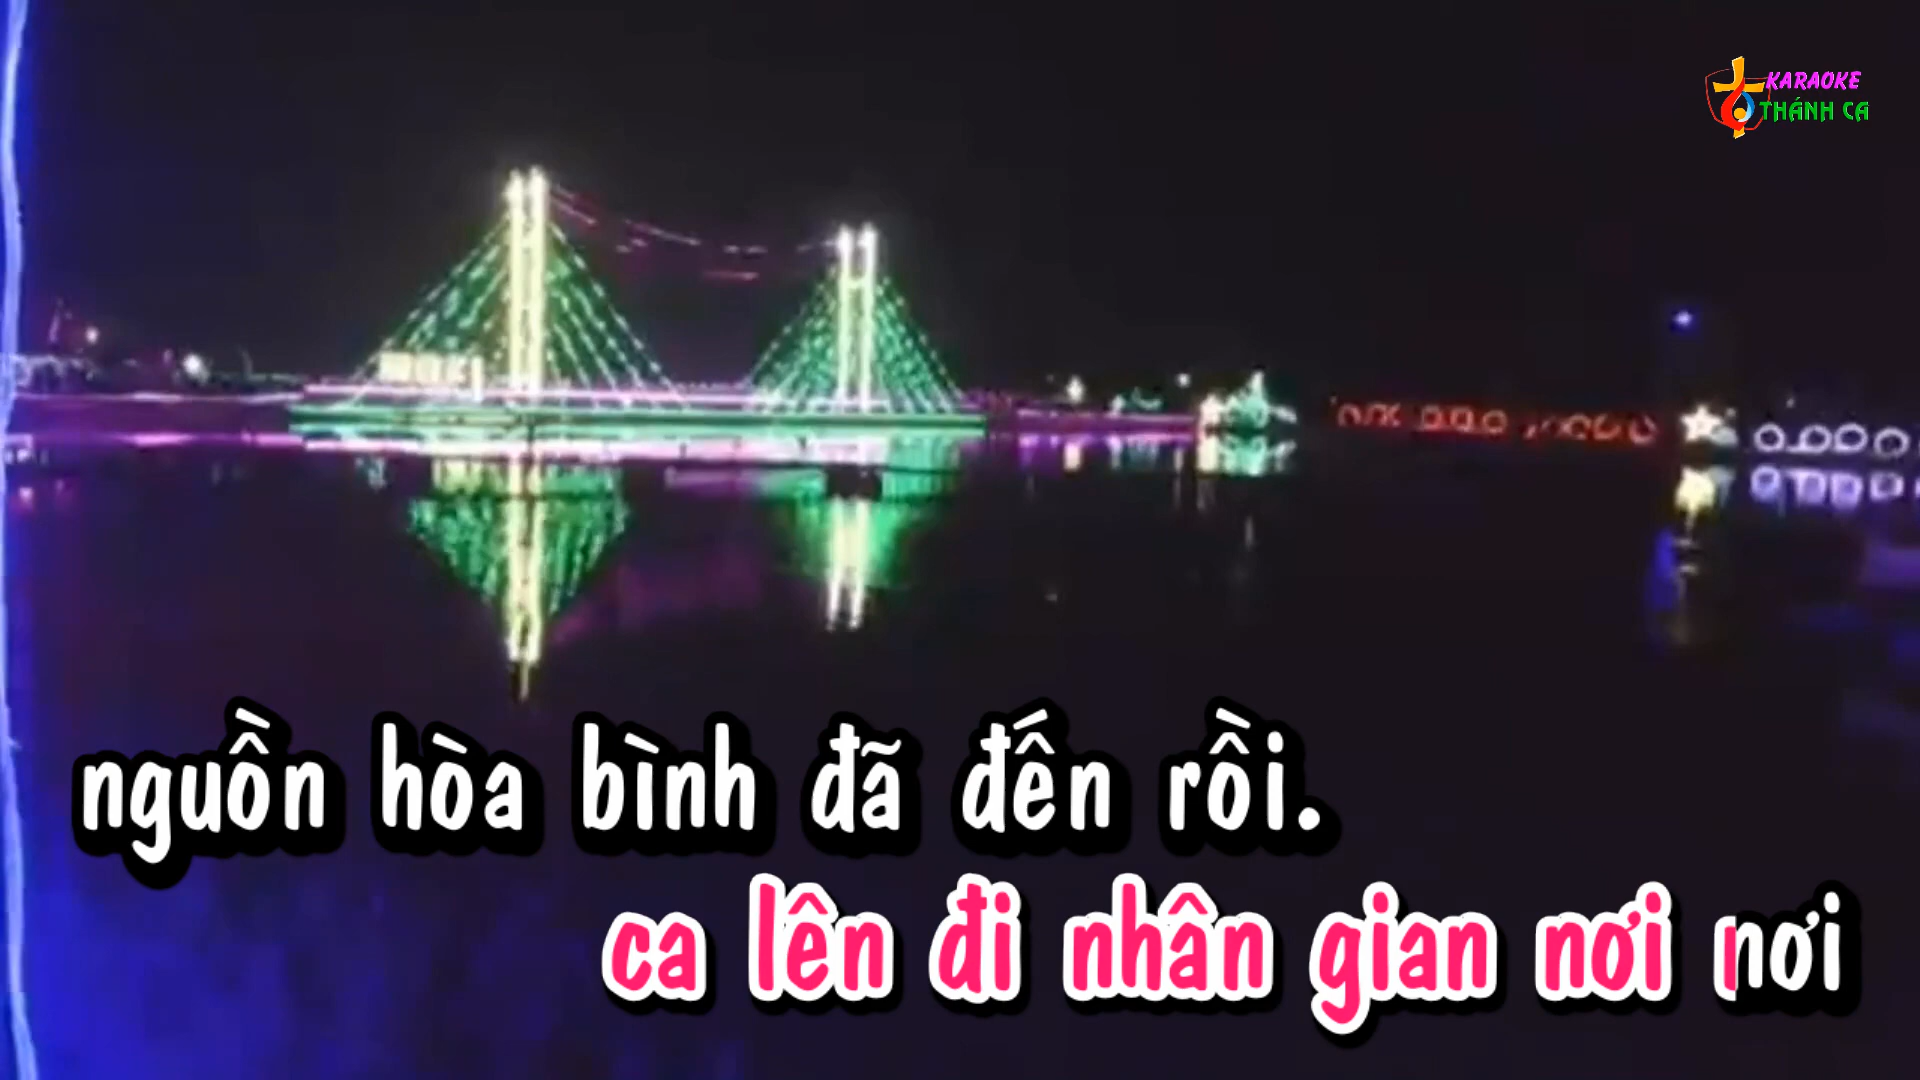 KARAOKE
THÁNH CA
nguồn hòa bình đã đến rồi.
ca lên đi nhân gian nơi nơi